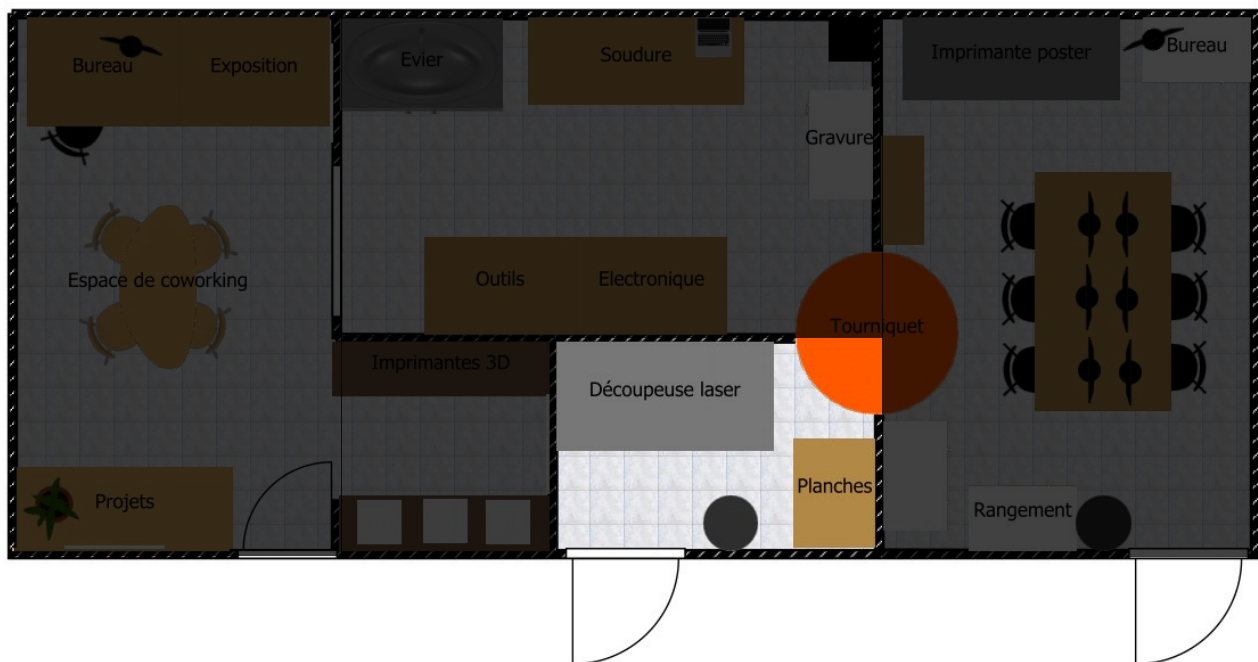 Bureau
Exposition
Evier
Soudure
Imprimante poster
Bureau
Gravure
Espace de coworking
Outils
Electronique
Tourniquet
Imprimantes 3D
Découpeuse laser
Projets
Planches
Rangement